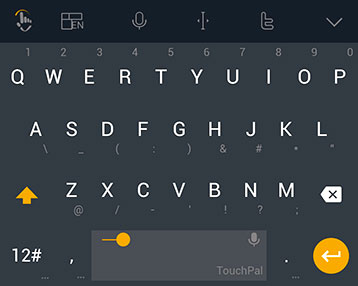 EN
1 2 3 4 5 6 7 8 9 0
Q W E R T Y U I O P
A S D F G H J K L
\ _ ( : ) & # * "
Z X C V B N M
@ / - ' ! ? ;
12# , .
TouchPal
... ...